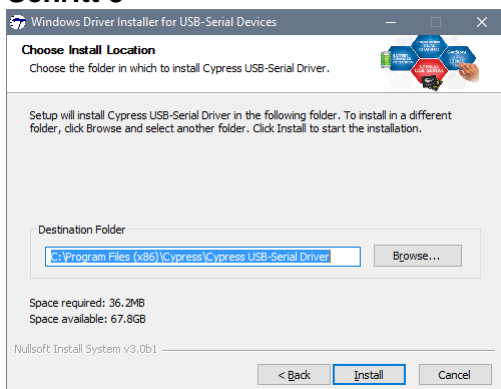 Windows Driver Installer for USB-Serial Devices
Choose Install Location
Choose the folder in which to install Cypress USB-Serial Driver.
Setup will install Cypress USB-Serial Driver in the following folder. To install in a different
folder, click Browse and select another folder. Click Install to start the installation.
Destination Folder
C:\Program Files (x86)\Cypress\Cypress USB-Serial Driver
Browse...
Space required: 36.2MB
Space available: 67.8GB
Nullsoft Install System v3.0b1
< Back
Install
Cancel